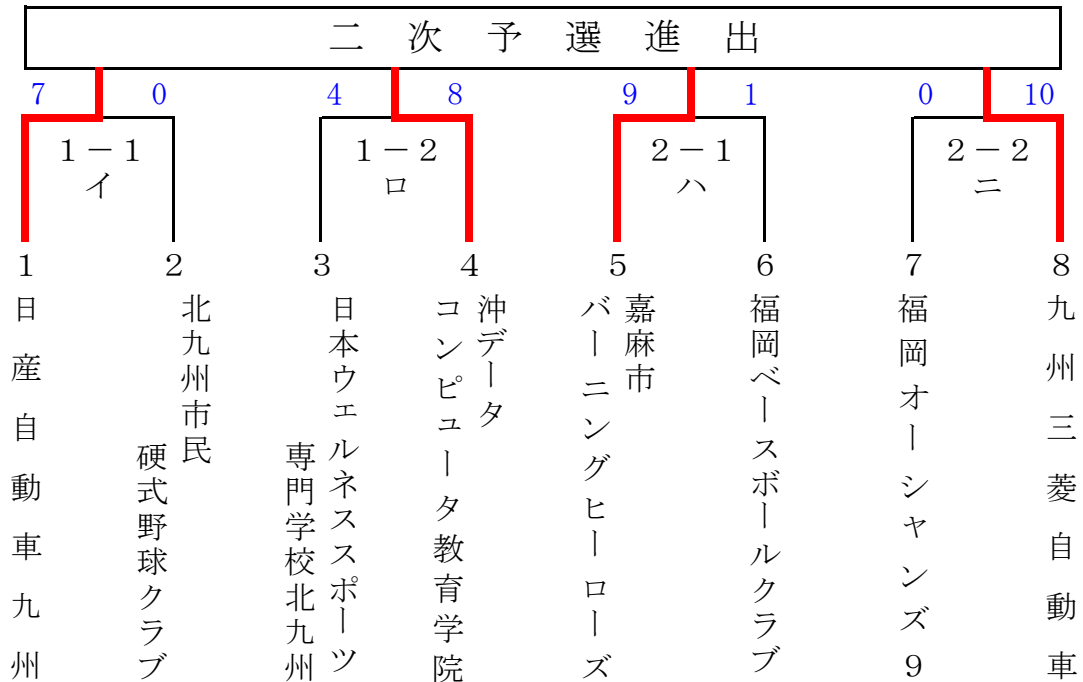 二次予選進出
7 0 4 8 9 1 0 10
1－1 1－2 2－1 2－2
イ ロ ハ ニ
1 2 3 4 5 6 7 8
日産自動車九州
北九州市民
硬式野球クラブ
日本ウェルネススポーツ
専門学校北九州
沖データ
コンピュータ教育学院
嘉麻市
バーニングヒーローズ
福岡ベースボールクラブ
福岡オーシャンズ9
九州三菱自動車